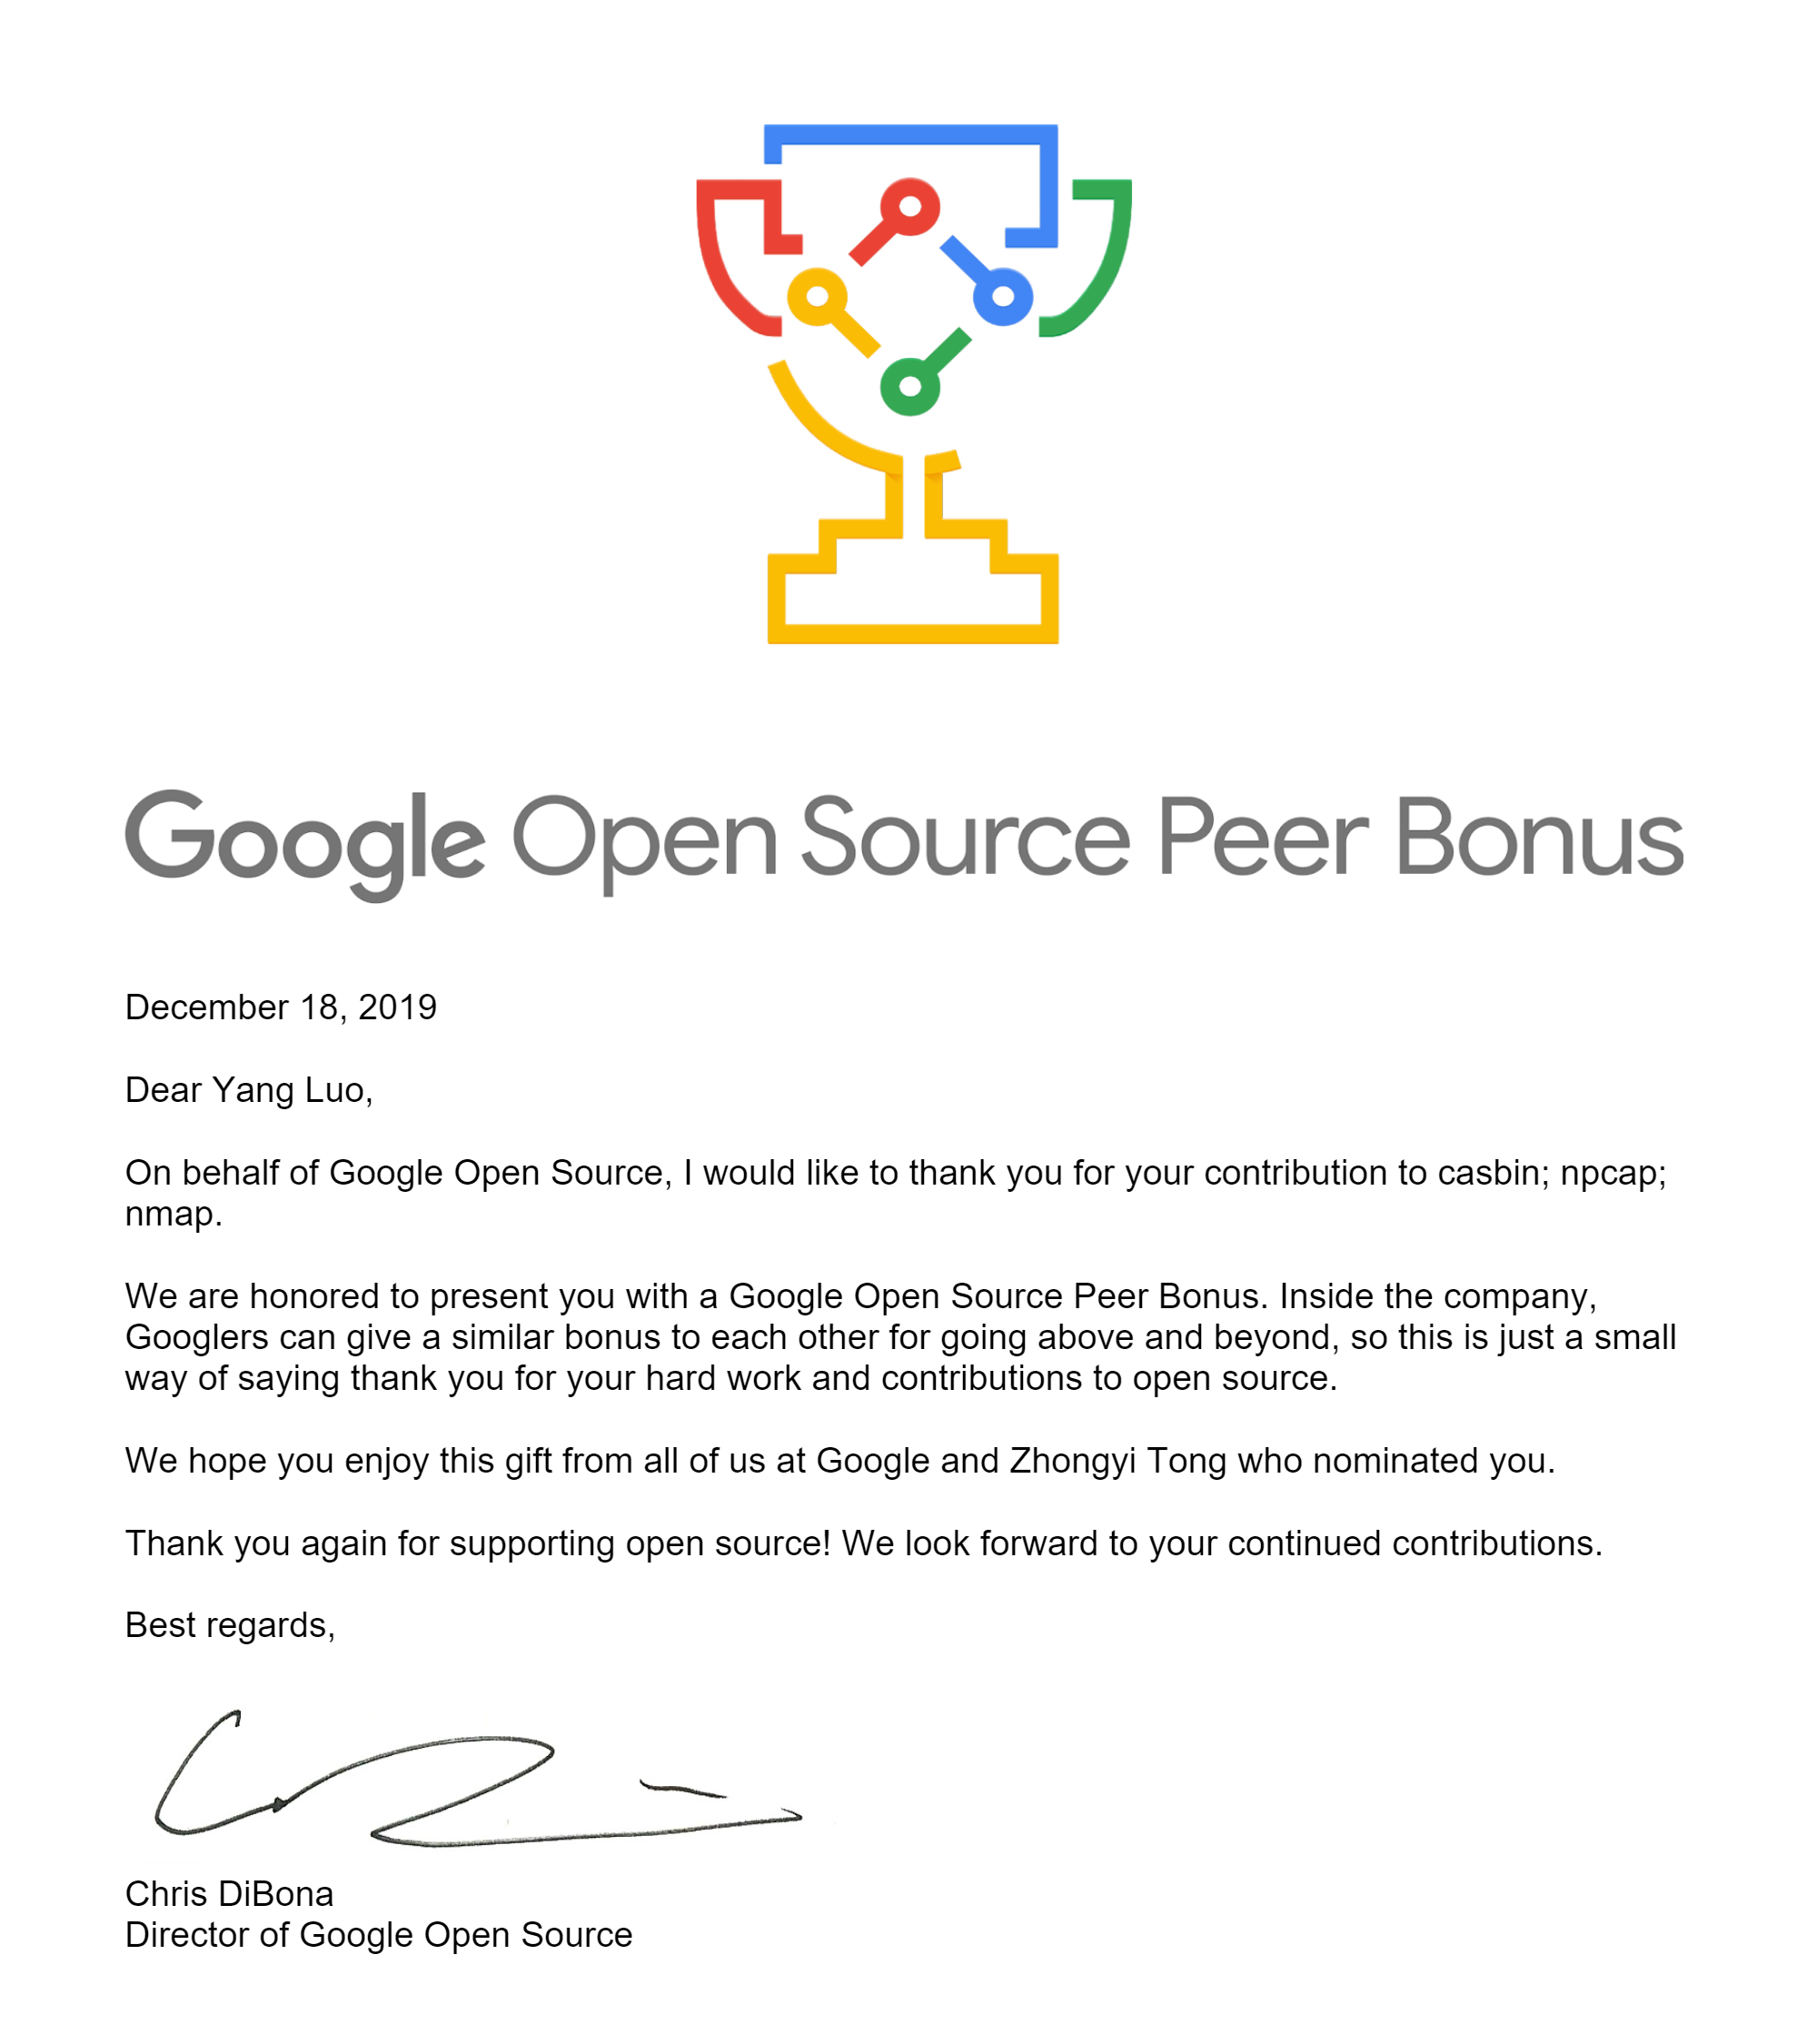 Google Open Source Peer Bonus
December 18, 2019
Dear Yang Luo,
On behalf of Google Open Source, I would like to thank you for your contribution to casbin; npcap;
nmap.
We are honored to present you with a Google Open Source Peer Bonus. Inside the company,
Googlers can give a similar bonus to each other for going above and beyond, so this is just a small
way of saying thank you for your hard work and contributions to open source.
We hope you enjoy this gift from all of us at Google and Zhongyi Tong who nominated you.
Thank you again for supporting open source! We look forward to your continued contributions.
Best regards,
Chris DiBona
Director of Google Open Source